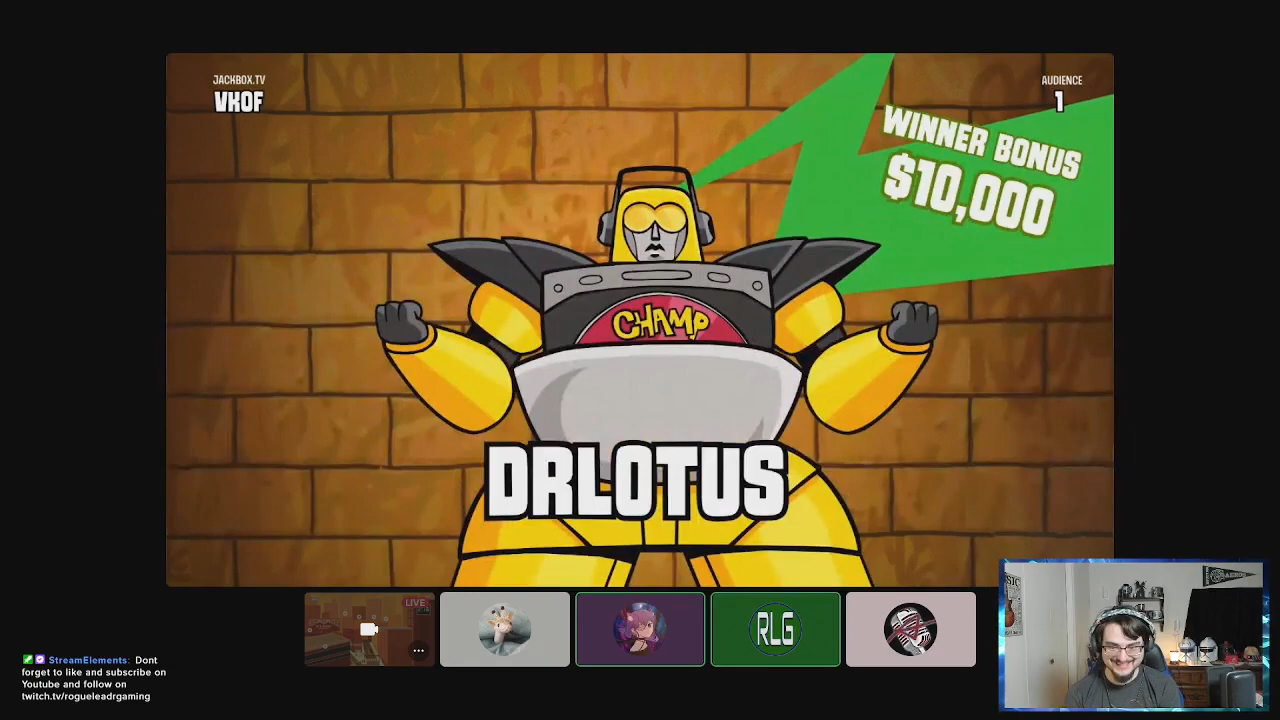 JACKBOX.TV
VKOF
AUDIENCE
1
WINNER BONUS
$10,000
CHAMP
DRLOTUS
LIVE
RLG
StreamElements: Dont
forget to like and subscribe on
Youtube and follow on
twitch.tv/rogueleadrgaming